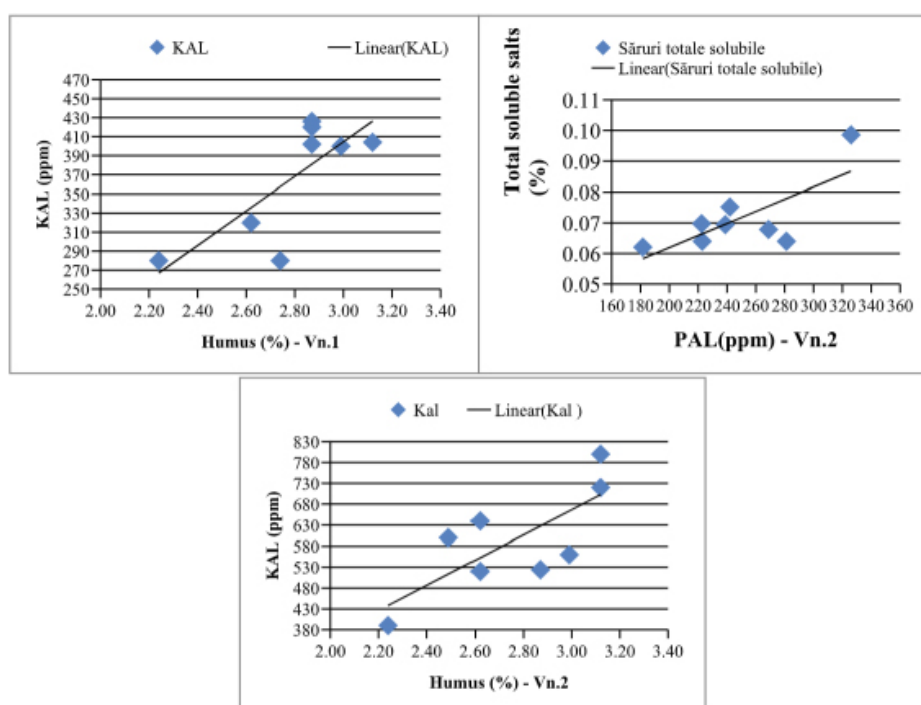 KAL Linear(KAL)
470
450
430
410
390
370
350
330
310
290
270
250
KAL (ppm)
2.00 2.20 2.40 2.60 2.80 3.00 3.20 3.40
Humus (%) - Vn.1
Săruri totale solubile
Linear(Săruri totale solubile)
Total soluble salts
(%)
0.11
0.10
0.09
0.08
0.07
0.06
0.05
160 180 200 220 240 260 280 300 320 340 360
PAL(ppm) - Vn.2
Kal Linear(Kal )
830
780
730
680
630
580
530
480
430
380
KAL (ppm)
2.00 2.20 2.40 2.60 2.80 3.00 3.20 3.40
Humus (%) - Vn.2